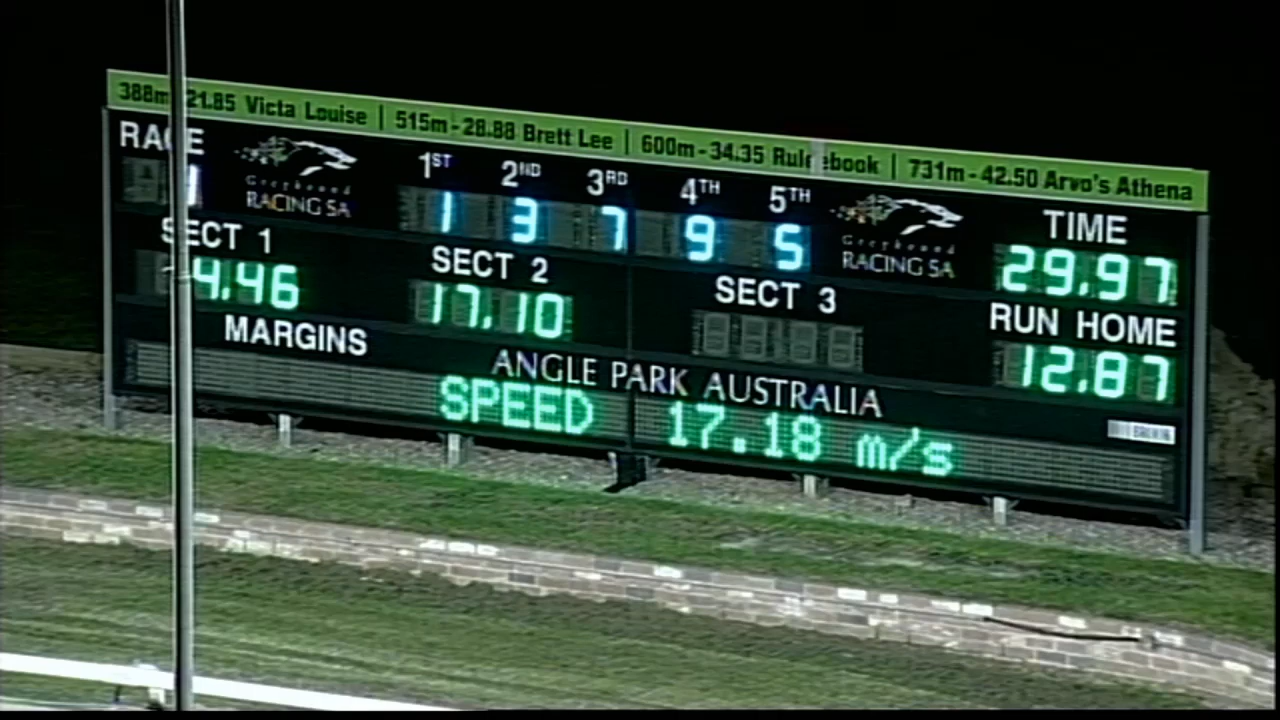 388m 21.85 Victa Louise | 515m - 28.88 Brett Lee | 600m - 34.35 Rulebook | 731m - 42.50 Arvo's Athena
RACE
1
Greyhound
RACING SA
1ST 2ND 3RD 4TH 5TH
1 3 7 9 5
Greyhound
RACING SA
TIME
29.97
SECT 1
4.46
SECT 2
17.10
SECT 3
RUN HOME
12.87
MARGINS
ANGLE PARK AUSTRALIA
SPEED 17.18 m/s